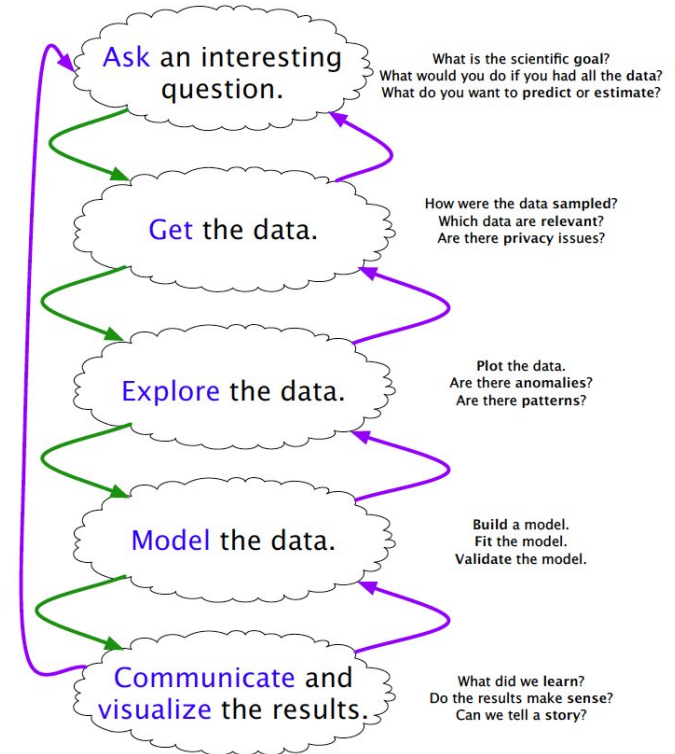 Ask an interesting
question.
What is the scientific goal?
What would you do if you had all the data?
What do you want to predict or estimate?
Get the data.
How were the data sampled?
Which data are relevant?
Are there privacy issues?
Explore the data.
Plot the data.
Are there anomalies?
Are there patterns?
Model the data.
Build a model.
Fit the model.
Validate the model.
Communicate and
visualize the results.
What did we learn?
Do the results make sense?
Can we tell a story?